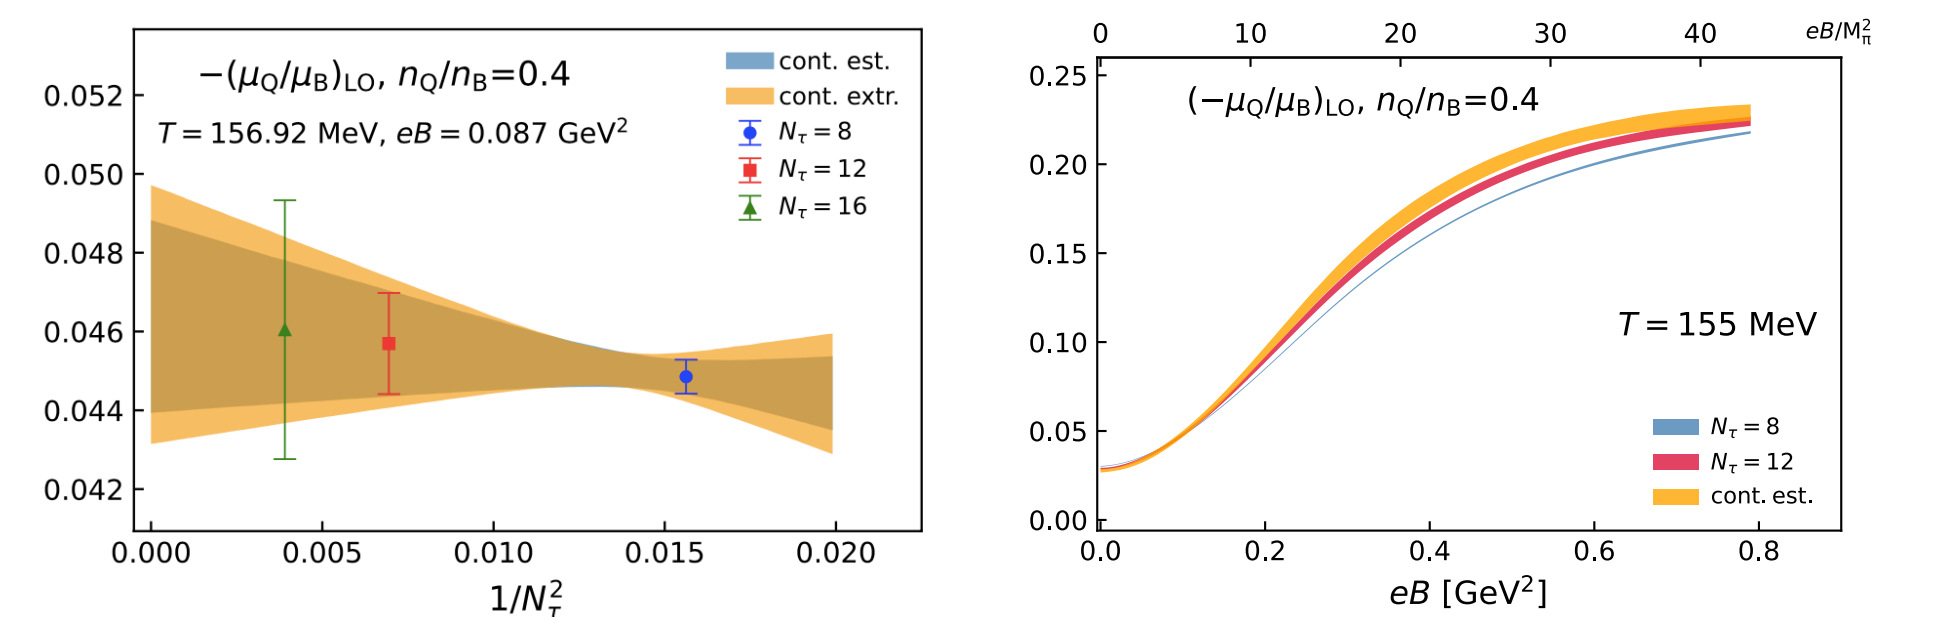 −(μQ/μB)LO, nQ/nB=0.4
T = 156.92 MeV, eB = 0.087 GeV²
cont. est.
cont. extr.
Nτ = 8
Nτ = 12
Nτ = 16
0.052
0.050
0.048
0.046
0.044
0.042
0.000 0.005 0.010 0.015 0.020
1/Nτ²
0 10 20 30 40 eB/Mπ²
(−μQ/μB)LO, nQ/nB=0.4
0.25
0.20
0.15
0.10
0.05
0.00
T = 155 MeV
Nτ = 8
Nτ = 12
cont. est.
0.0 0.2 0.4 0.6 0.8
eB [GeV²]